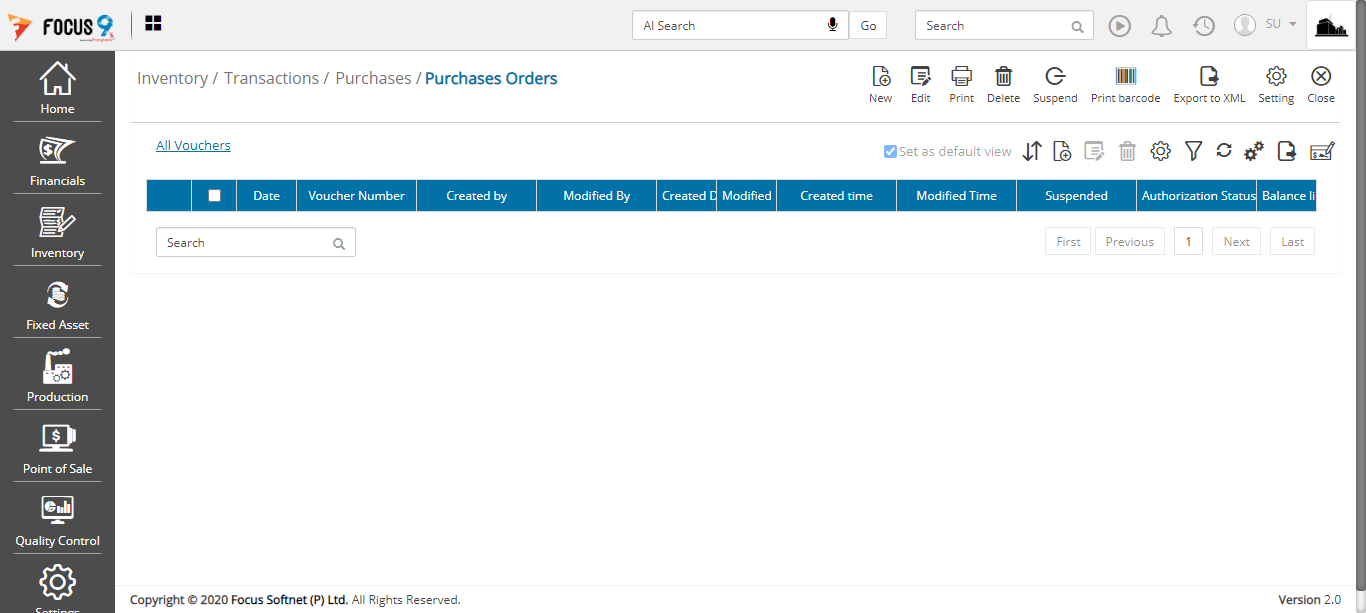 FOCUS 9
AI Search
Go
Search
SU
Home
Financials
Inventory
Fixed Asset
Production
Point of Sale
Quality Control
Settings
Inventory / Transactions / Purchases / Purchases Orders
New
Edit
Print
Delete
Suspend
Print barcode
Export to XML
Setting
Close
All Vouchers
Set as default view
Date
Voucher Number
Created by
Modified By
Created D
Modified
Created time
Modified Time
Suspended
Authorization Status
Balance li
Search
First
Previous
1
Next
Last
Copyright © 2020 Focus Softnet (P) Ltd. All Rights Reserved.
Version 2.0